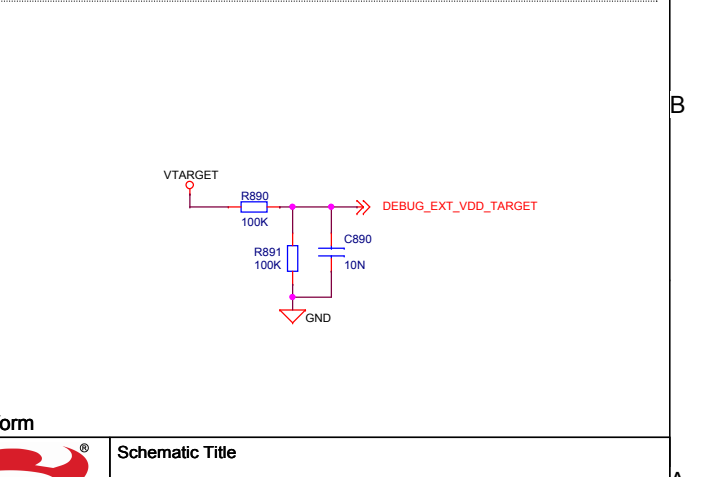 B
VTARGET
R890
100K
DEBUG_EXT_VDD_TARGET
R891
100K
C890
10N
GND
orm
®
Schematic Title